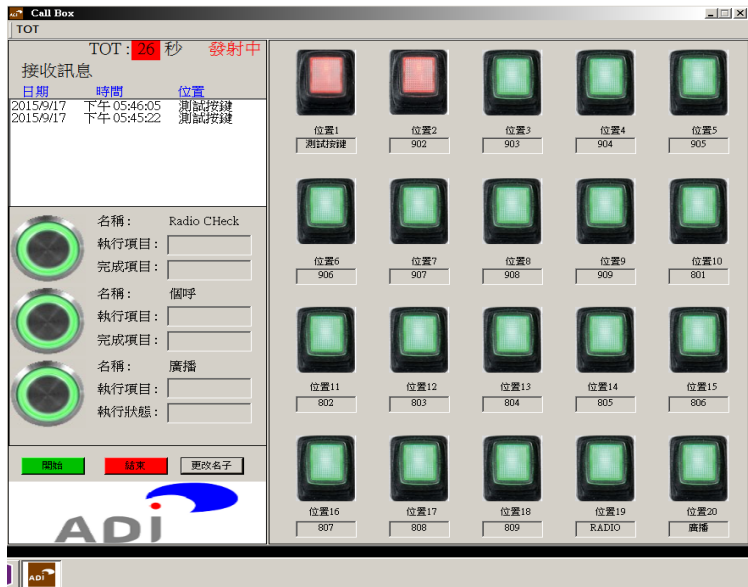 Call Box
TOT
TOT : 26 秒 發射中
接收訊息
日期 時間 位置
2015/9/17 下午 05:46:05 測試按鍵
2015/9/17 下午 05:45:22 測試按鍵
名稱 : Radio CHeck
執行項目 :
完成項目 :
名稱 : 個呼
執行項目 :
完成項目 :
名稱 : 廣播
執行項目 :
執行狀態 :
開始 結束 更改名子
ADi
位置1 位置2 位置3 位置4 位置5
測試按鍵 902 903 904 905
位置6 位置7 位置8 位置9 位置10
906 907 908 909 801
位置11 位置12 位置13 位置14 位置15
802 803 804 805 806
位置16 位置17 位置18 位置19 位置20
807 808 809 RADIO 廣播
ADi